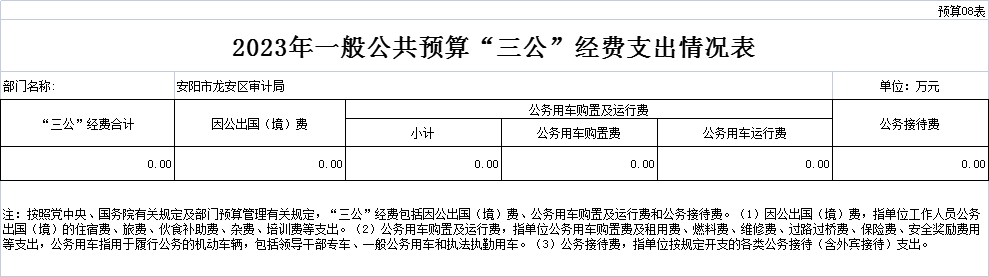 预算08表
2023年一般公共预算“三公”经费支出情况表
部门名称: 安阳市龙安区审计局 单位：万元
“三公”经费合计 因公出国（境）费 公务用车购置及运行费 公务接待费
小计 公务用车购置费 公务用车运行费
0.00 0.00 0.00 0.00 0.00 0.00
注：按照党中央、国务院有关规定及部门预算管理有关规定，“三公”经费包括因公出国（境）费、公务用车购置及运行费和公务接待费。（1）因公出国（境）费，指单位工作人员公务
出国（境）的住宿费、旅费、伙食补助费、杂费、培训费等支出。（2）公务用车购置及运行费，指单位公务用车购置费及租用费、燃料费、维修费、过路过桥费、保险费、安全奖励费用
等支出，公务用车指用于履行公务的机动车辆，包括领导干部专车、一般公务用车和执法执勤用车。（3）公务接待费，指单位按规定开支的各类公务接待（含外宾接待）支出。